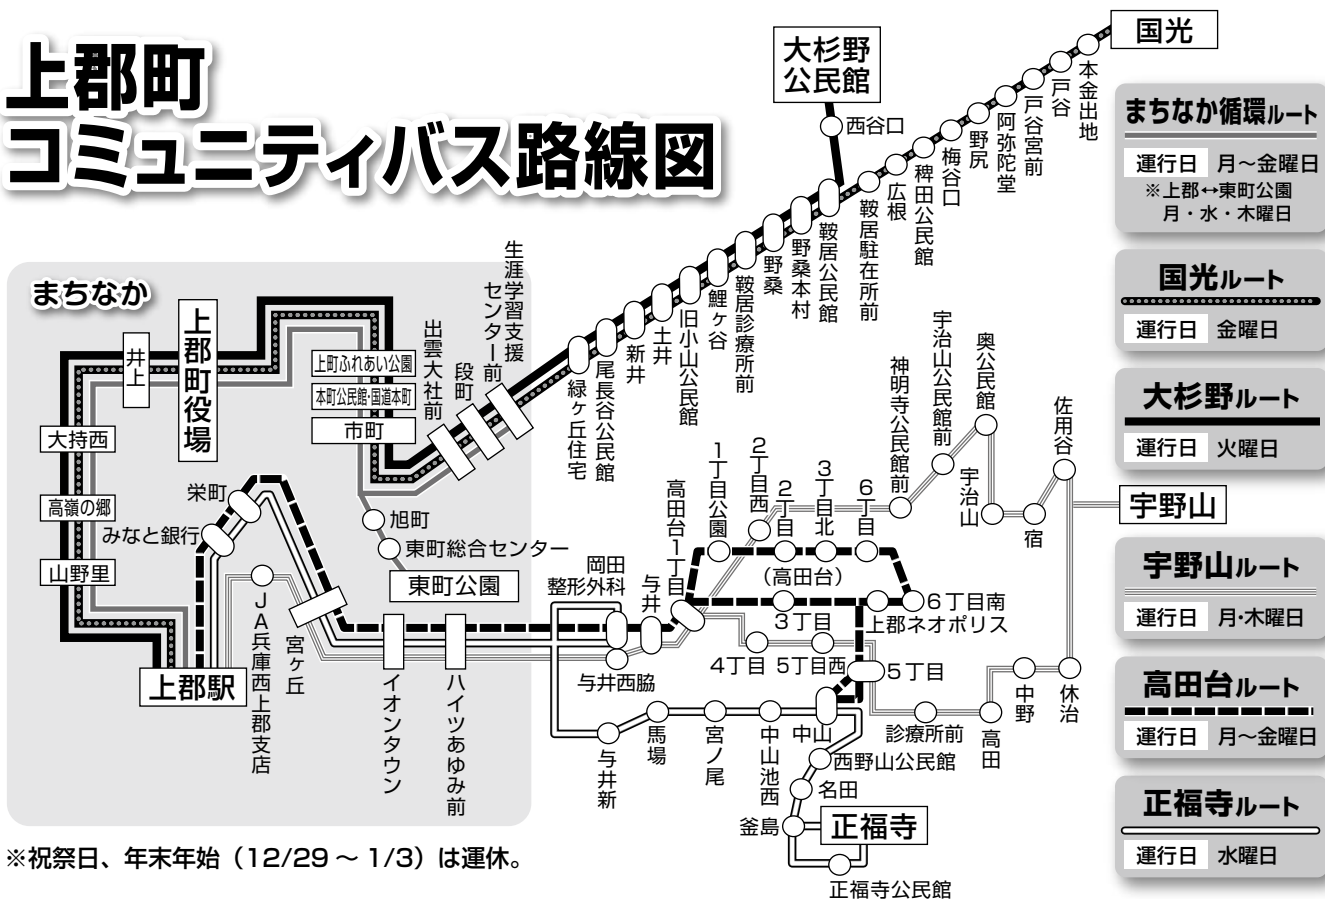 上郡町
コミュニティバス路線図
国光
大杉野
公民館
西谷口
本金出地
戸谷
戸谷宮前
阿弥陀堂
野尻
梅谷口
稗田公民館
広根
鞍居駐在所前
鞍居公民館
野桑本村
野桑
鞍居診療所前
鯉ヶ谷
旧小山公民館
土井
新井
尾長谷公民館
緑ヶ丘住宅
生涯学習支援
センター前
段町
出雲大社前
まちなか
井上
上郡町役場
上町ふれあい公園
本町公民館・国道本町
市町
大持西
高嶺の郷
山野里
栄町
みなと銀行
旭町
東町総合センター
東町公園
上郡駅
JA兵庫西上郡支店
宮ヶ丘
イオンタウン
ハイツあゆみ前
岡田
整形外科
与井
高田台1丁目
与井西脇
与井新
馬場
宮ノ尾
中山池西
中山
1丁目公園
2丁目西
2丁目
3丁目北
6丁目
(高田台)
3丁目
6丁目南
上郡ネオポリス
4丁目
5丁目西
5丁目
神明寺公民館前
宇治山公民館前
奥公民館
宇治山
宿
佐用谷
宇野山
休治
中野
高田
診療所前
西野山公民館
名田
釜島
正福寺
正福寺公民館
まちなか循環ルート
運行日 月～金曜日
※上郡↔東町公園
月・水・木曜日
国光ルート
運行日 金曜日
大杉野ルート
運行日 火曜日
宇野山ルート
運行日 月・木曜日
高田台ルート
運行日 月～金曜日
正福寺ルート
運行日 水曜日
※祝祭日、年末年始（12/29 ～ 1/3）は運休。